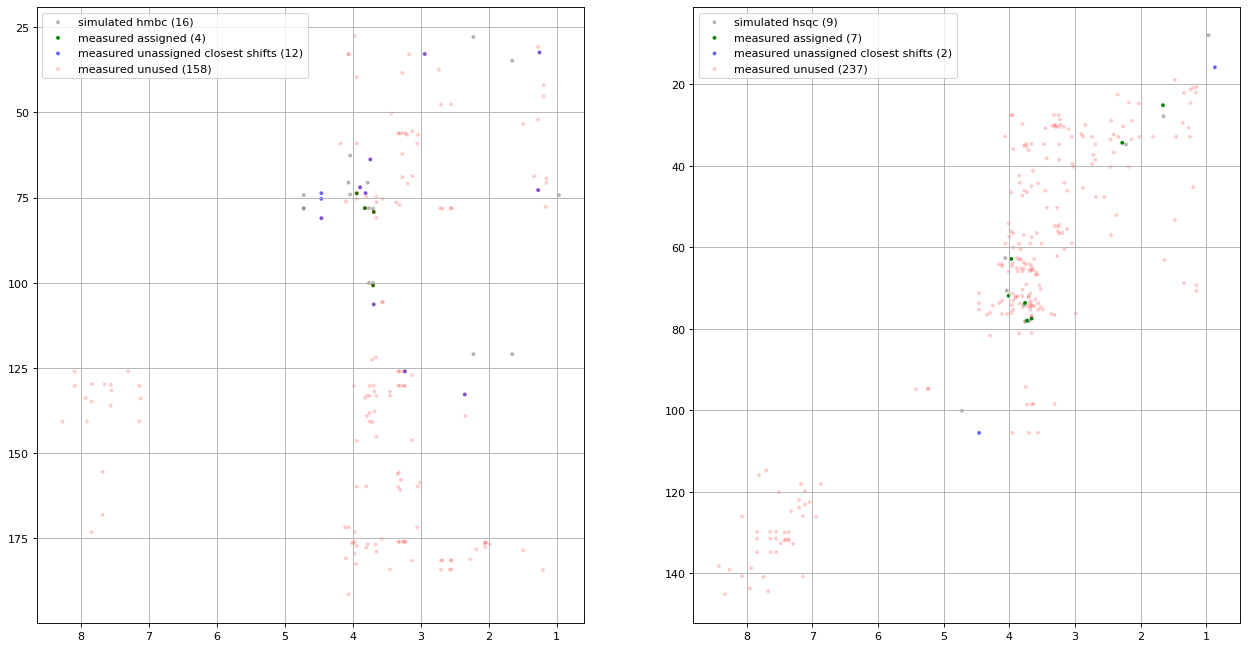 simulated hmbc (16)
measured assigned (4)
measured unassigned closest shifts (12)
measured unused (158)
25
50
75
100
125
150
175
8 7 6 5 4 3 2 1
simulated hsqc (9)
measured assigned (7)
measured unassigned closest shifts (2)
measured unused (237)
20
40
60
80
100
120
140
8 7 6 5 4 3 2 1